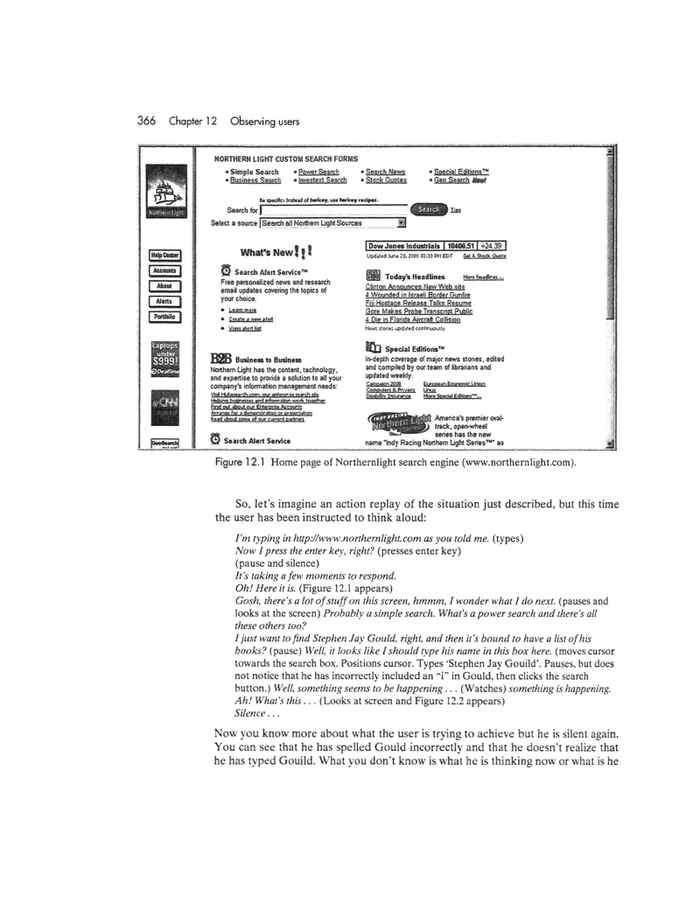 366 Chapter 12 Observing users
NORTHERN LIGHT CUSTOM SEARCH FORMS
• Simple Search • Power Search • Search News • Special Editions™
• Business Search • Investext Search • Stock Quotes • Geo Search New!
Be specific: Instead of turkey, use turkey recipes.
Search for Search Tips
Select a source Search all Northern Light Sources
Northern Light
Help Center
Accounts
About
Alerts
Portfolio
Laptops
under
$999!
CNN
GeoSearch
What's New!!!
Search Alert Service™
Free personalized news and research
email updates covering the topics of
your choice.
• Learn more
• Create a new alert
• View alert list
B2B Business to Business
Northern Light has the content, technology,
and expertise to provide a solution to all your
company's information management needs:
Visit NLResearch.com, our enterprise search site
Helping businesses and information work together
Find out about our Enterprise Accounts
Arrange for a demonstration or presentation
Read about some of our current partners
Search Alert Service
Dow Jones Industrials 10400.51 +24.39
Updated June 23, 2000 03:33 PM EDT Get A Stock Quote
Today's Headlines More headlines...
Clinton Announces New Web site
4 Wounded in Israeli Border Gunfire
Fiji Hostage Release Talks Resume
Gore Makes Probe Transcript Public
4 Die in Florida Aircraft Collision
News stories updated continuously
Special Editions™
In-depth coverage of major news stories, edited
and compiled by our team of librarians and
updated weekly.
Campaign 2000 European Economic Union
Computers & Privacy Linux
Disability Insurance More Special Editions™...
Northern Light America's premier oval-
track, open-wheel
series has the new
name "Indy Racing Northern Light Series™" as
Figure 12.1 Home page of Northernlight search engine (www.northernlight.com).
So, let's imagine an action replay of the situation just described, but this time
the user has been instructed to think aloud:
I'm typing in http://www.northernlight.com as you told me. (types)
Now I press the enter key, right? (presses enter key)
(pause and silence)
It's taking a few moments to respond.
Oh! Here it is. (Figure 12.1 appears)
Gosh, there's a lot of stuff on this screen, hmmm, I wonder what I do next. (pauses and
looks at the screen) Probably a simple search. What's a power search and there's all
these others too?
I just want to find Stephen Jay Gould, right, and then it's bound to have a list of his
books? (pause) Well, it looks like I should type his name in this box here. (moves cursor
towards the search box. Positions cursor. Types 'Stephen Jay Gouild'. Pauses, but does
not notice that he has incorrectly included an "i" in Gould, then clicks the search
button.) Well, something seems to be happening . . . (Watches) something is happening.
Ah! What's this . . . (Looks at screen and Figure 12.2 appears)
Silence . . .
Now you know more about what the user is trying to achieve but he is silent again.
You can see that he has spelled Gould incorrectly and that he doesn't realize that
he has typed Gouild. What you don't know is what he is thinking now or what is he